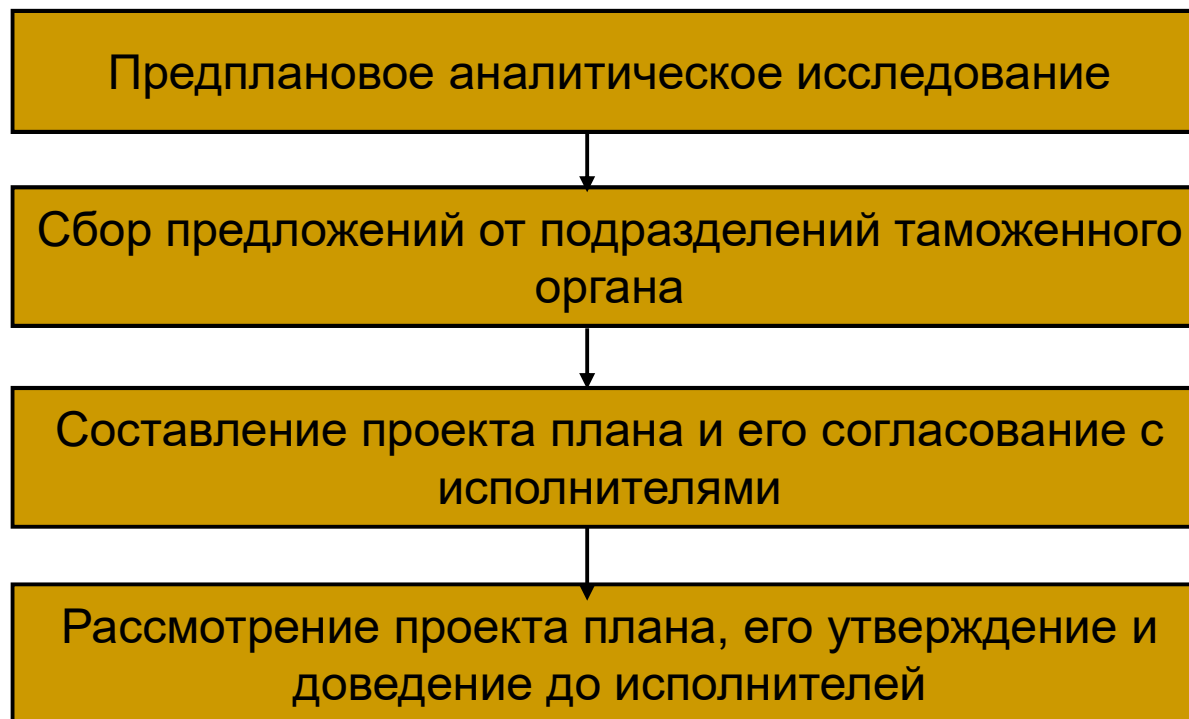 Предплановое аналитическое исследование
Сбор предложений от подразделений таможенного
органа
Составление проекта плана и его согласование с
исполнителями
Рассмотрение проекта плана, его утверждение и
доведение до исполнителей